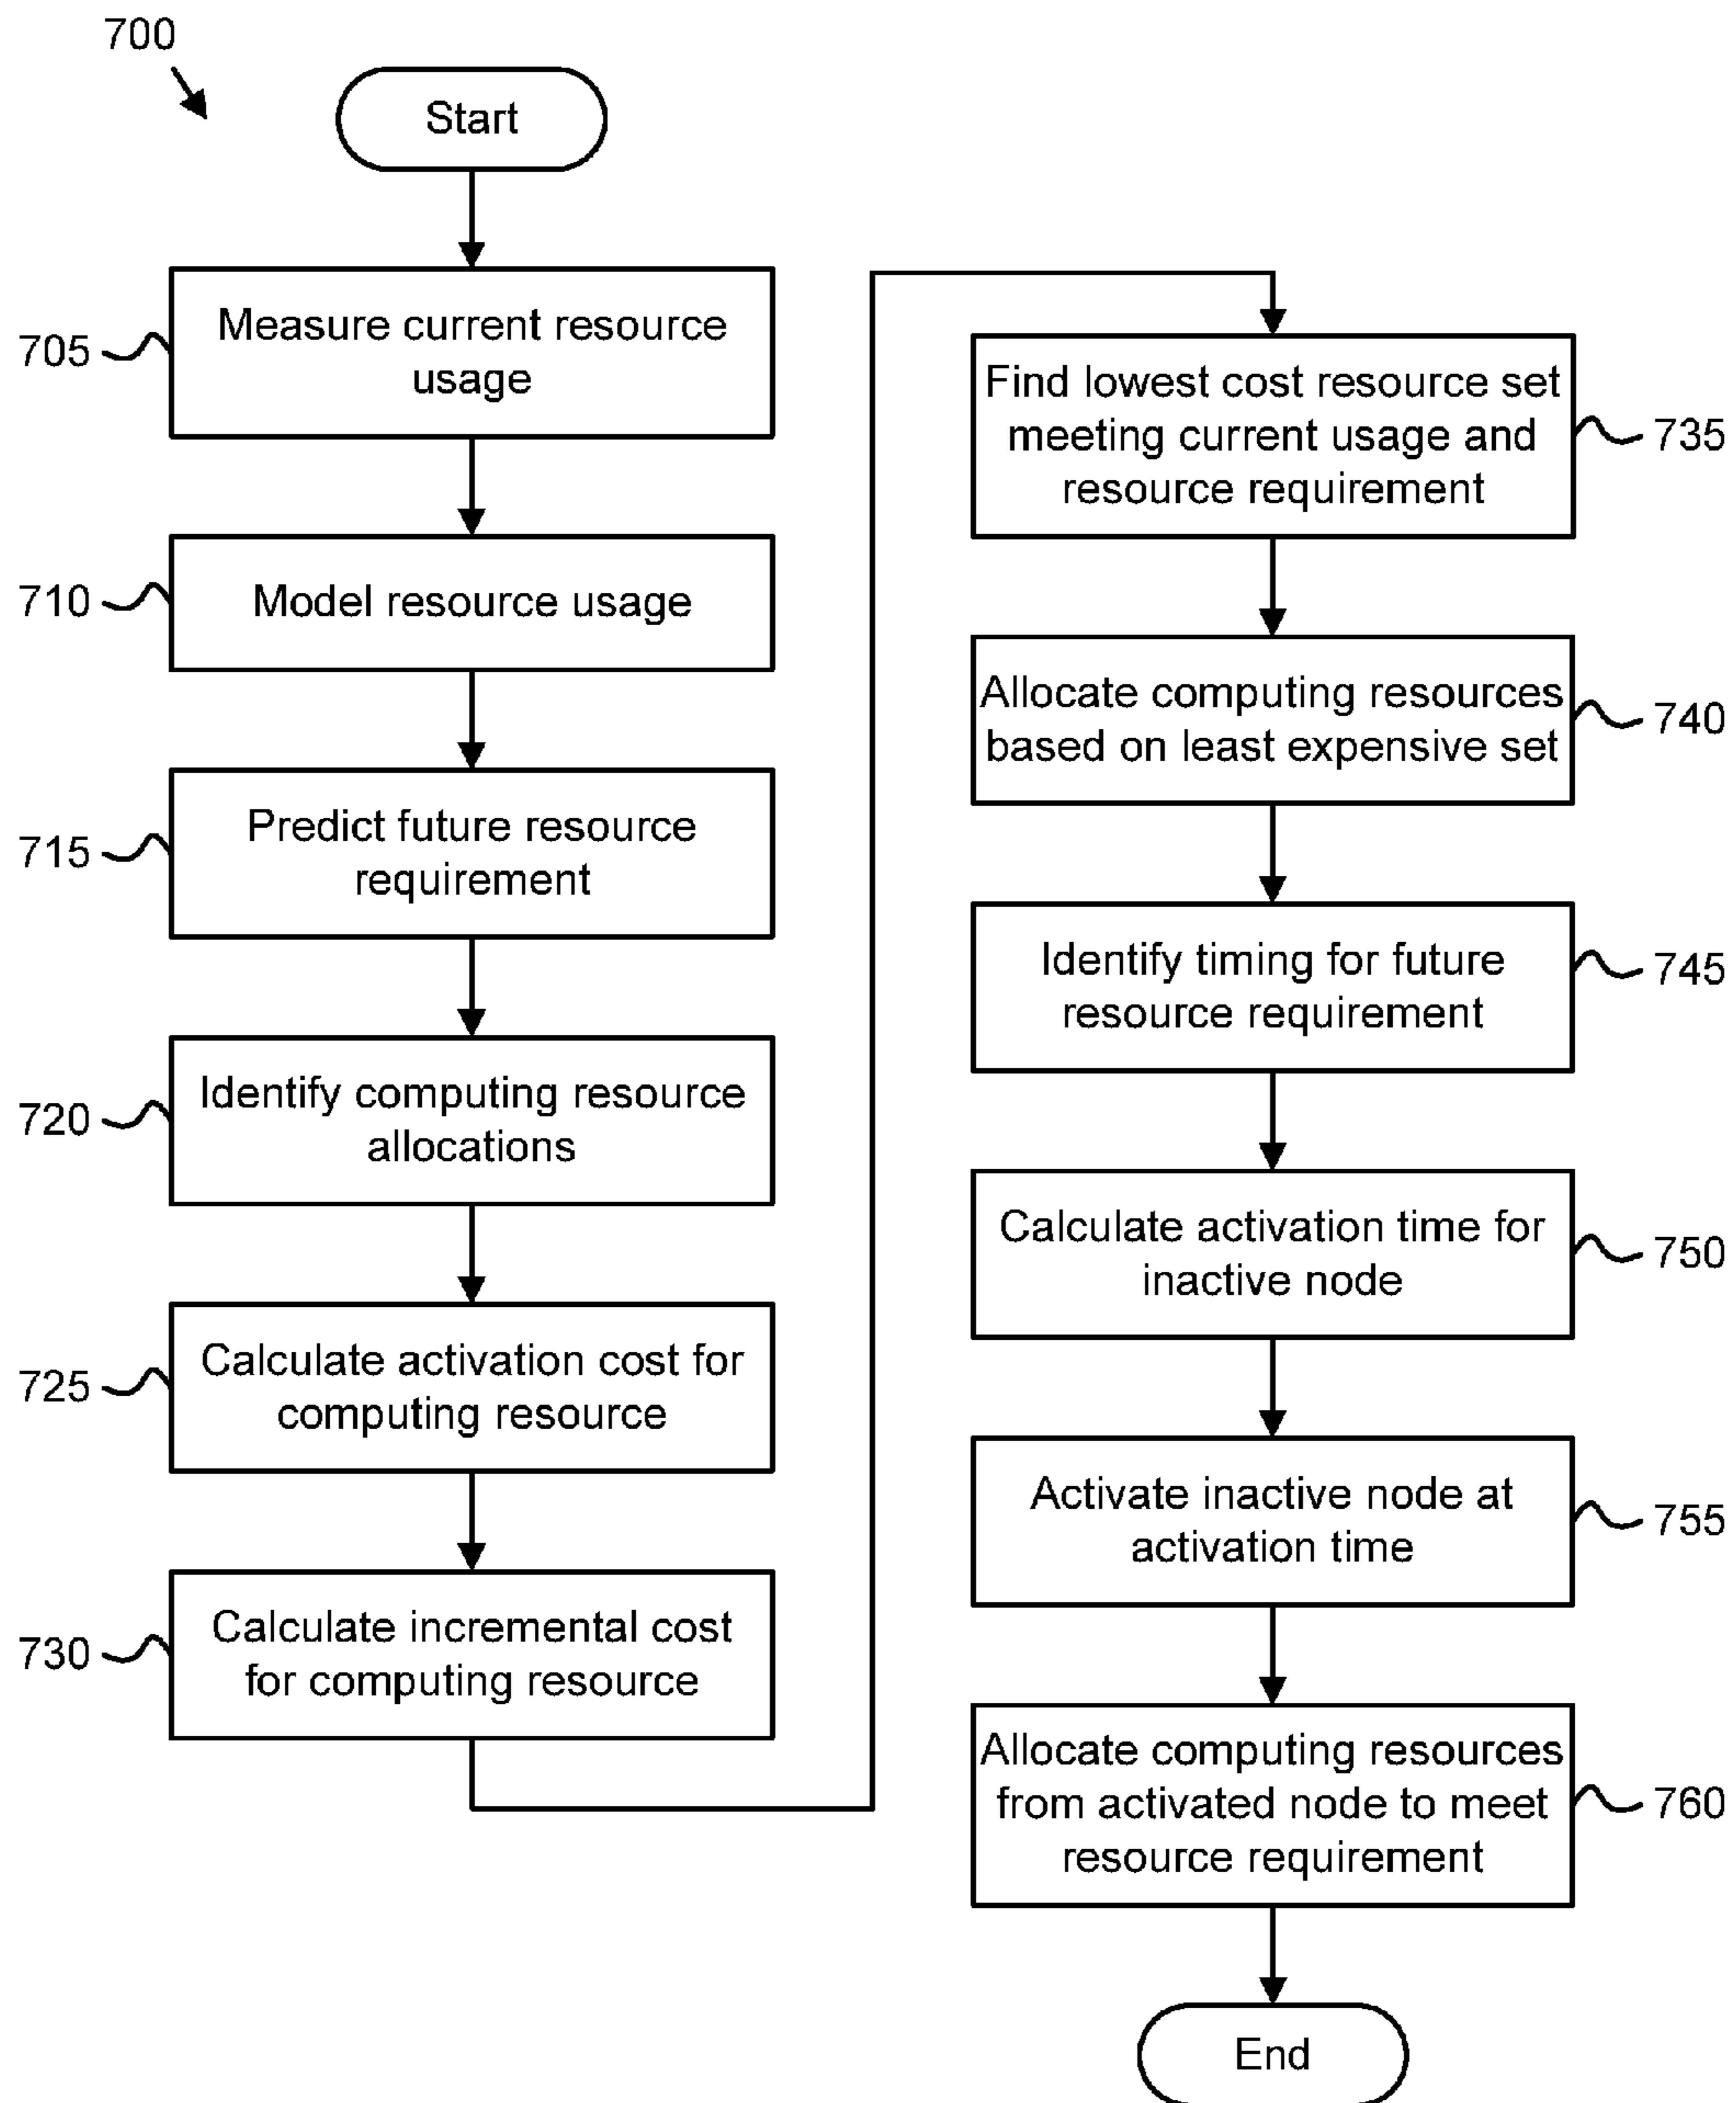 700
Start
705
Measure current resource
usage
710
Model resource usage
715
Predict future resource
requirement
720
Identify computing resource
allocations
725
Calculate activation cost for
computing resource
730
Calculate incremental cost
for computing resource
Find lowest cost resource set
meeting current usage and
resource requirement
735
Allocate computing resources
based on least expensive set
740
Identify timing for future
resource requirement
745
Calculate activation time for
inactive node
750
Activate inactive node at
activation time
755
Allocate computing resources
from activated node to meet
resource requirement
760
End